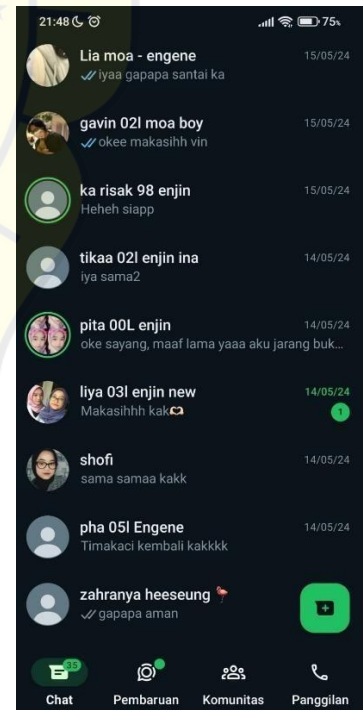 21:48 75%
Lia moa - engene 15/05/24
iyaa gapapa santai ka
gavin 02l moa boy 15/05/24
okee makasihh vin
ka risak 98 enjin 15/05/24
Heheh siapp
tikaa 02l enjin ina 14/05/24
iya sama2
pita 00L enjin 14/05/24
oke sayang, maaf lama yaaa aku jarang buk...
liya 03l enjin new 14/05/24
Makasihhh kak🫶 1
shofi 14/05/24
sama samaa kakk
pha 05l Engene 14/05/24
Timakaci kembali kakkkk
zahranya heeseung 🦩
gapapa aman
35
Chat Pembaruan Komunitas Panggilan